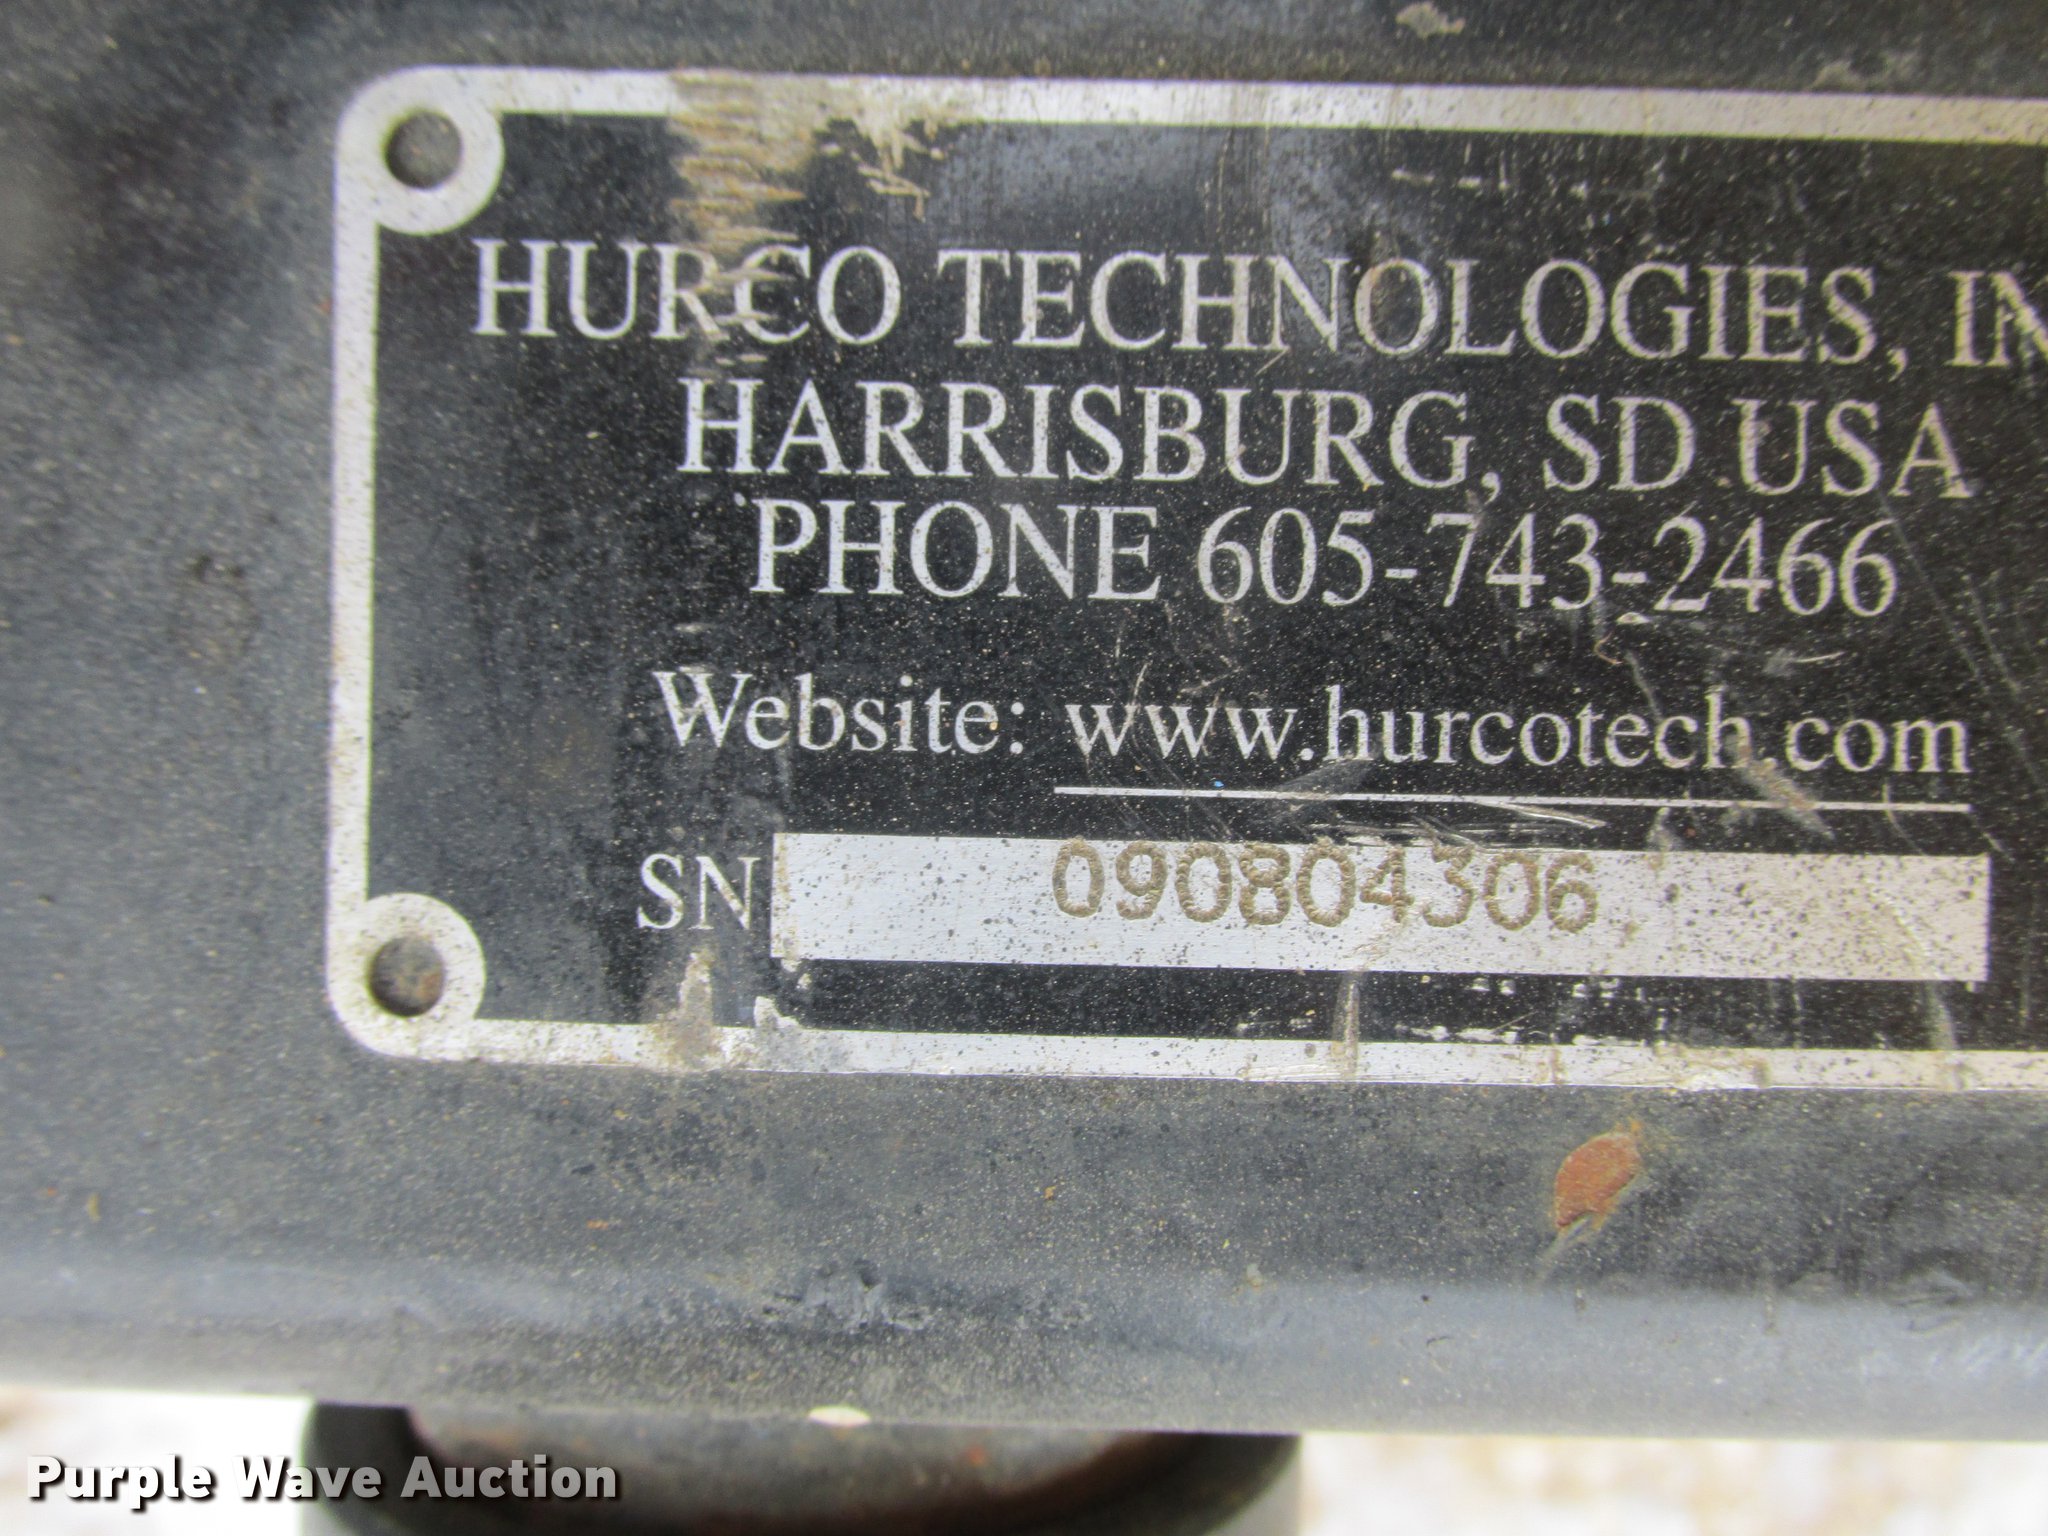 HURCO TECHNOLOGIES, IN
HARRISBURG, SD USA
PHONE 605-743-2466
Website: www.hurcotech.com
SN 090804306
Purple Wave Auction